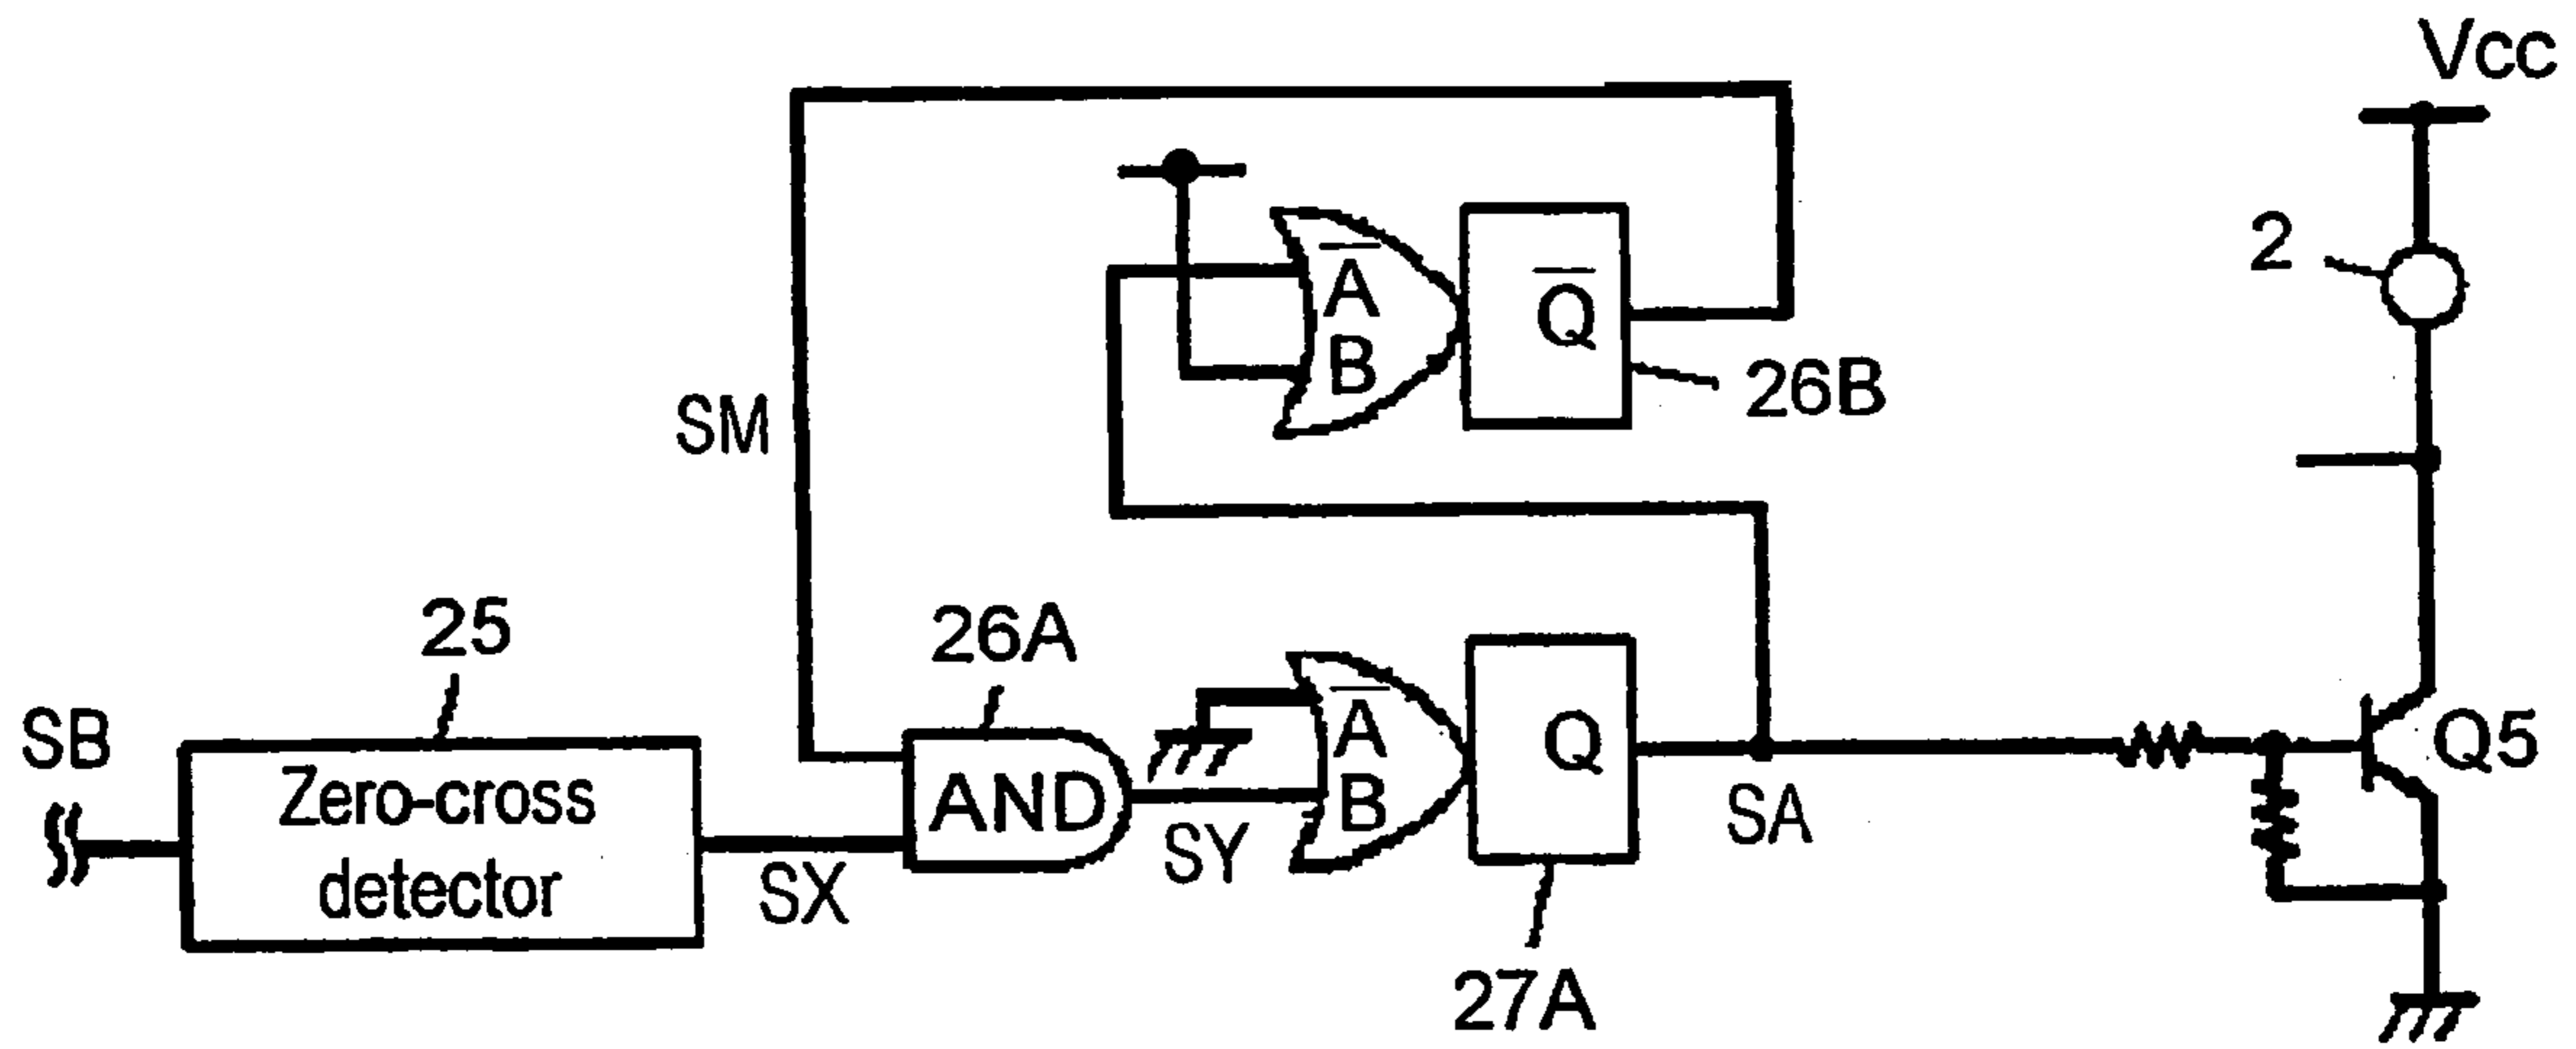 Vcc
2
A
B
Q
26B
SM
25
26A
SB
Zero-cross
detector
AND
SX
SY
A
B
Q
SA
Q5
27A